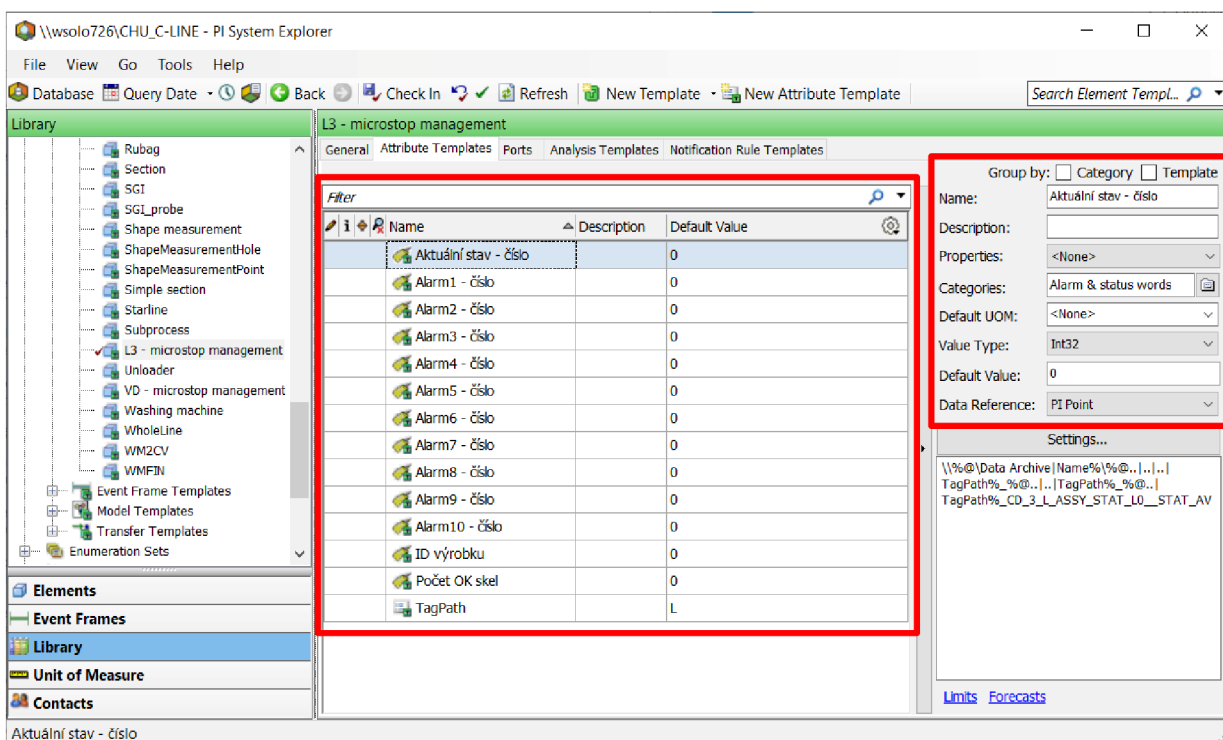 \\wsolo726\CHU_C-LINE - PI System Explorer
File View Go Tools Help
Database Query Date Back Check In Refresh New Template New Attribute Template Search Element Templ...
Library
Rubag
Section
SGI
SGI_probe
Shape measurement
ShapeMeasurementHole
ShapeMeasurementPoint
Simple section
Starline
Subprocess
L3 - microstop management
Unloader
VD - microstop management
Washing machine
WholeLine
WM2CV
WMFIN
Event Frame Templates
Model Templates
Transfer Templates
Enumeration Sets
Elements
Event Frames
Library
Unit of Measure
Contacts
L3 - microstop management
General Attribute Templates Ports Analysis Templates Notification Rule Templates
Filter
Name Description Default Value
Aktuální stav - číslo 0
Alarm1 - číslo 0
Alarm2 - číslo 0
Alarm3 - číslo 0
Alarm4 - číslo 0
Alarm5 - číslo 0
Alarm6 - číslo 0
Alarm7 - číslo 0
Alarm8 - číslo 0
Alarm9 - číslo 0
Alarm10 - číslo 0
ID výrobku 0
Počet OK skel 0
TagPath L
Group by: Category Template
Name: Aktuální stav - číslo
Description:
Properties: <None>
Categories: Alarm & status words
Default UOM: <None>
Value Type: Int32
Default Value: 0
Data Reference: PI Point
Settings...
\\%@\Data Archive|Name%\%@..|..|..|
TagPath%_%@..|..|TagPath%_%@..|
TagPath%_CD_3_L_ASSY_STAT_L0__STAT_AV
Limits Forecasts
Aktuální stav - číslo